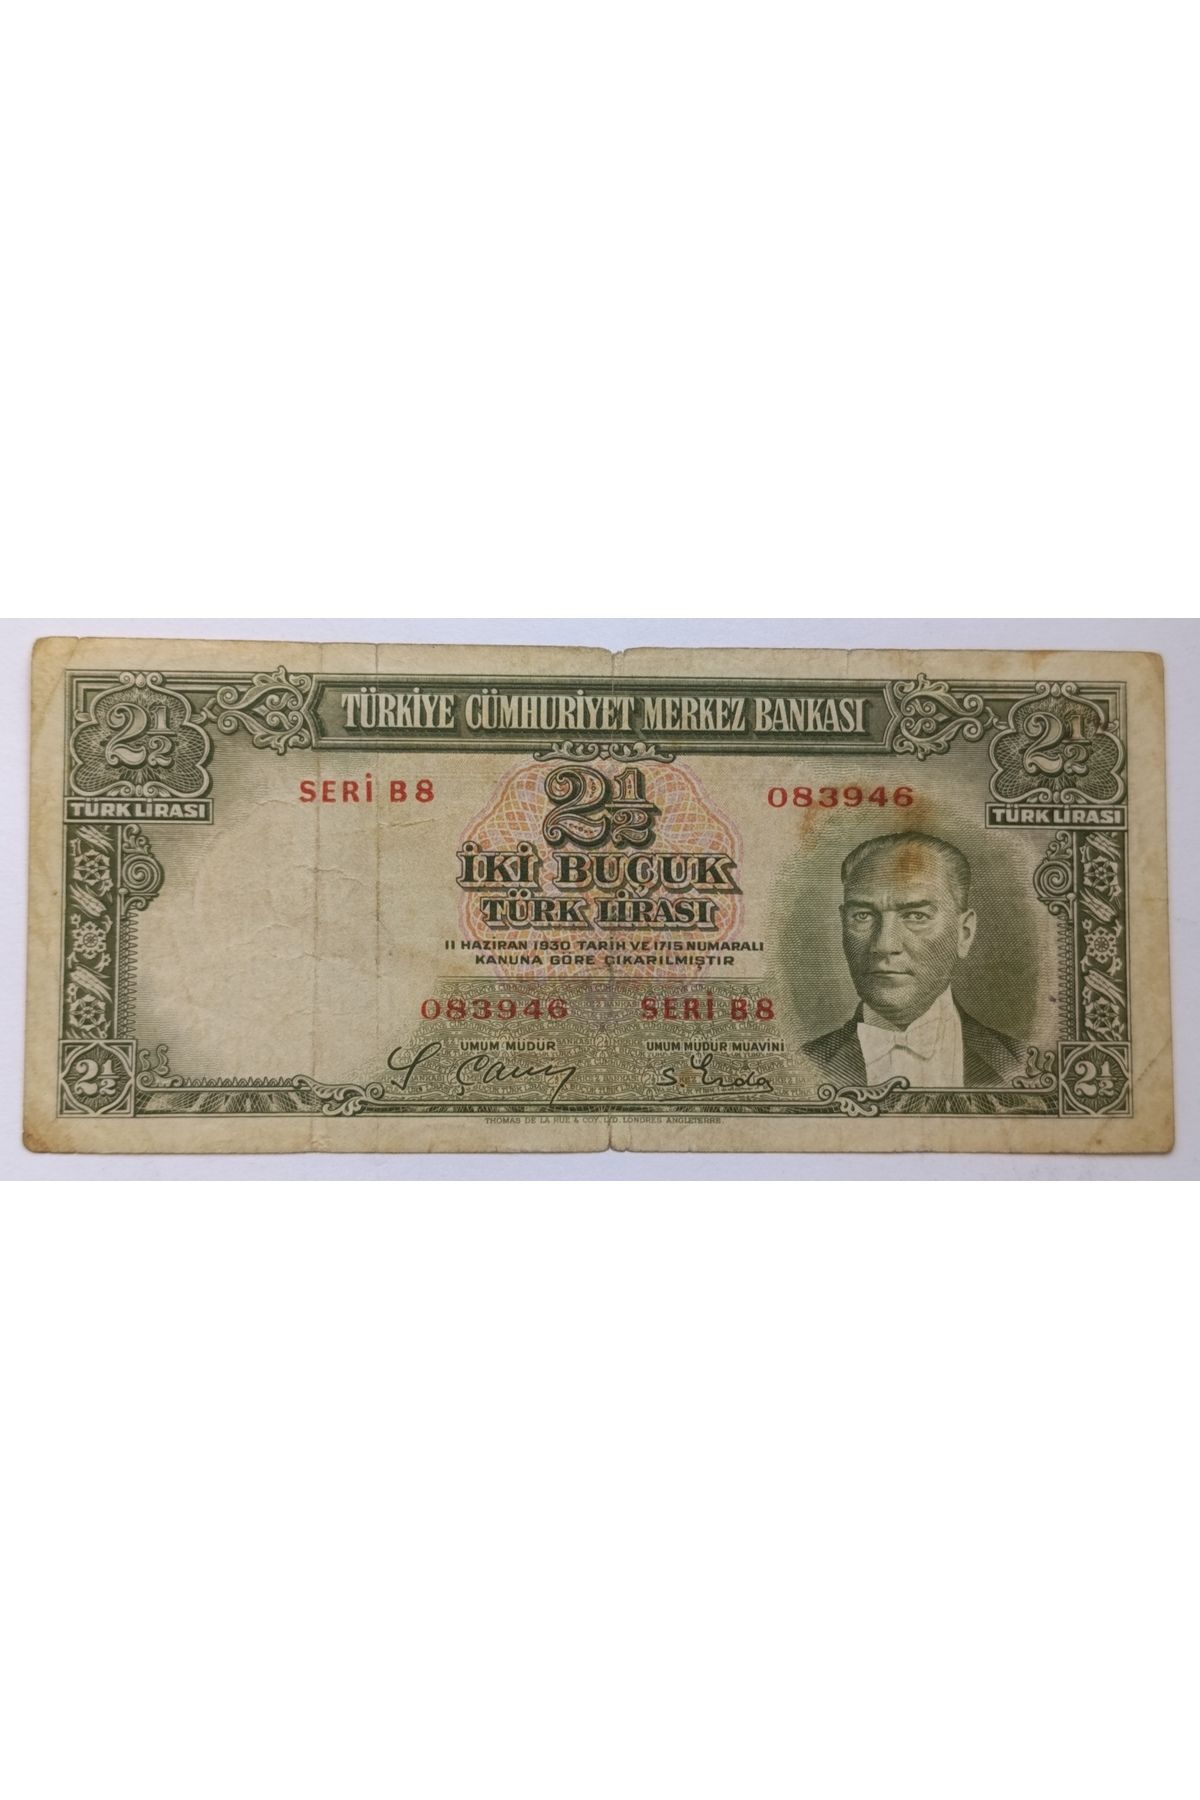 TÜRKİYE CÜMHURİYET MERKEZ BANKASI
2½ 2½
TÜRK LİRASI TÜRK LİRASI
SERİ B8 2½ 083946
İKİ BUÇUK
TÜRK LİRASI
11 HAZİRAN 1930 TARİH VE 1715 NUMARALI
KANUNA GÖRE ÇIKARILMIŞTIR
083946 SERİ B8
UMUM MÜDÜR UMUM MÜDÜR MUAVİNİ
2½ 2½
THOMAS DE LA RUE & COY. LTD. LONDRES ANGLETERRE.